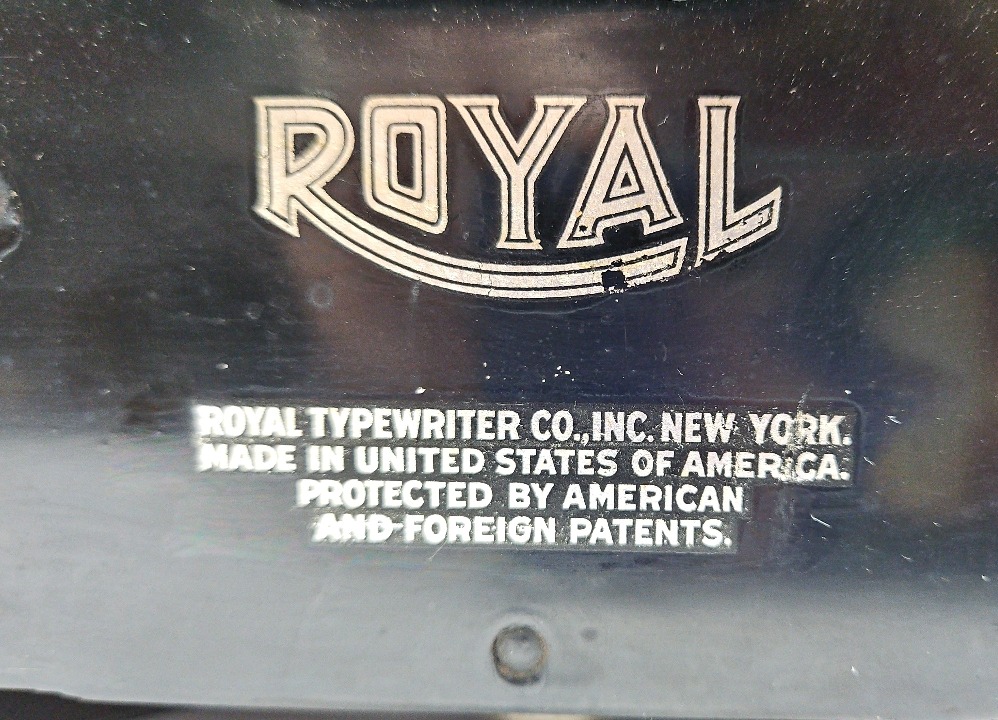 ROYAL
ROYAL TYPEWRITER CO., INC. NEW YORK.
MADE IN UNITED STATES OF AMERICA.
PROTECTED BY AMERICAN
AND FOREIGN PATENTS.